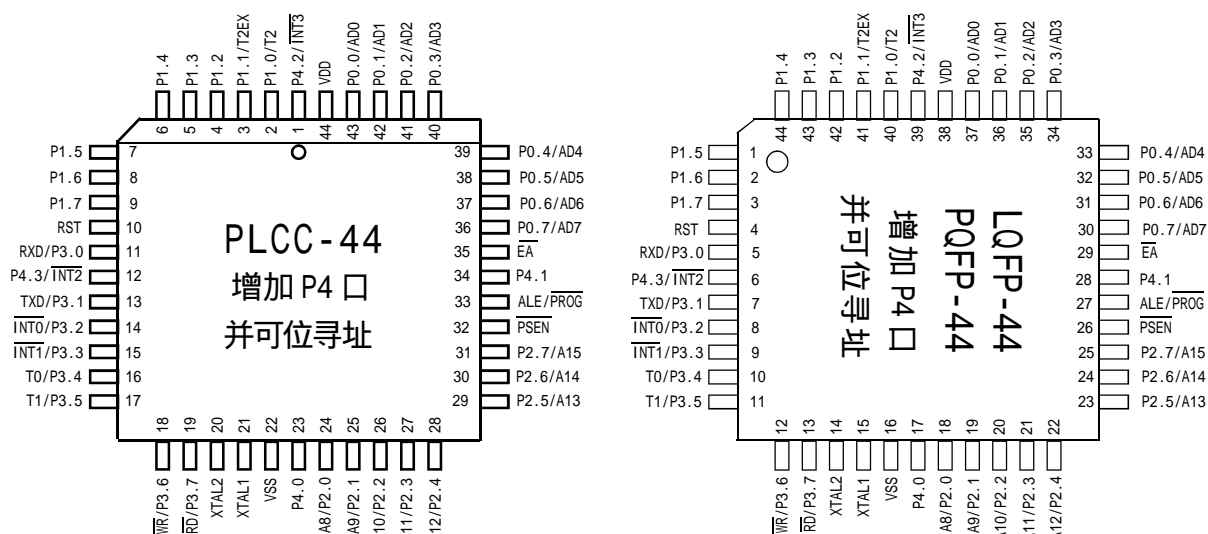 P1.4
P1.3
P1.2
P1.1/T2EX
P1.0/T2
P4.2/INT3
VDD
P0.0/AD0
P0.1/AD1
P0.2/AD2
P0.3/AD3
6
5
4
3
2
1
44
43
42
41
40
P1.5 7
P1.6 8
P1.7 9
RST 10
RXD/P3.0 11
P4.3/INT2 12
TXD/P3.1 13
INT0/P3.2 14
INT1/P3.3 15
T0/P3.4 16
T1/P3.5 17
PLCC-44
增加 P4 口
并可位寻址
39 P0.4/AD4
38 P0.5/AD5
37 P0.6/AD6
36 P0.7/AD7
35 EA
34 P4.1
33 ALE/PROG
32 PSEN
31 P2.7/A15
30 P2.6/A14
29 P2.5/A13
18
19
20
21
22
23
24
25
26
27
28
WR/P3.6
RD/P3.7
XTAL2
XTAL1
VSS
P4.0
A8/P2.0
A9/P2.1
10/P2.2
11/P2.3
12/P2.4
P1.4
P1.3
P1.2
P1.1/T2EX
P1.0/T2
P4.2/INT3
VDD
P0.0/AD0
P0.1/AD1
P0.2/AD2
P0.3/AD3
44
43
42
41
40
39
38
37
36
35
34
P1.5 1
P1.6 2
P1.7 3
RST 4
RXD/P3.0 5
P4.3/INT2 6
TXD/P3.1 7
INT0/P3.2 8
INT1/P3.3 9
T0/P3.4 10
T1/P3.5 11
LQFP-44
PQFP-44
增加 P4 口
并可位寻址
33 P0.4/AD4
32 P0.5/AD5
31 P0.6/AD6
30 P0.7/AD7
29 EA
28 P4.1
27 ALE/PROG
26 PSEN
25 P2.7/A15
24 P2.6/A14
23 P2.5/A13
12
13
14
15
16
17
18
19
20
21
22
WR/P3.6
RD/P3.7
XTAL2
XTAL1
VSS
P4.0
A8/P2.0
A9/P2.1
A10/P2.2
A11/P2.3
A12/P2.4